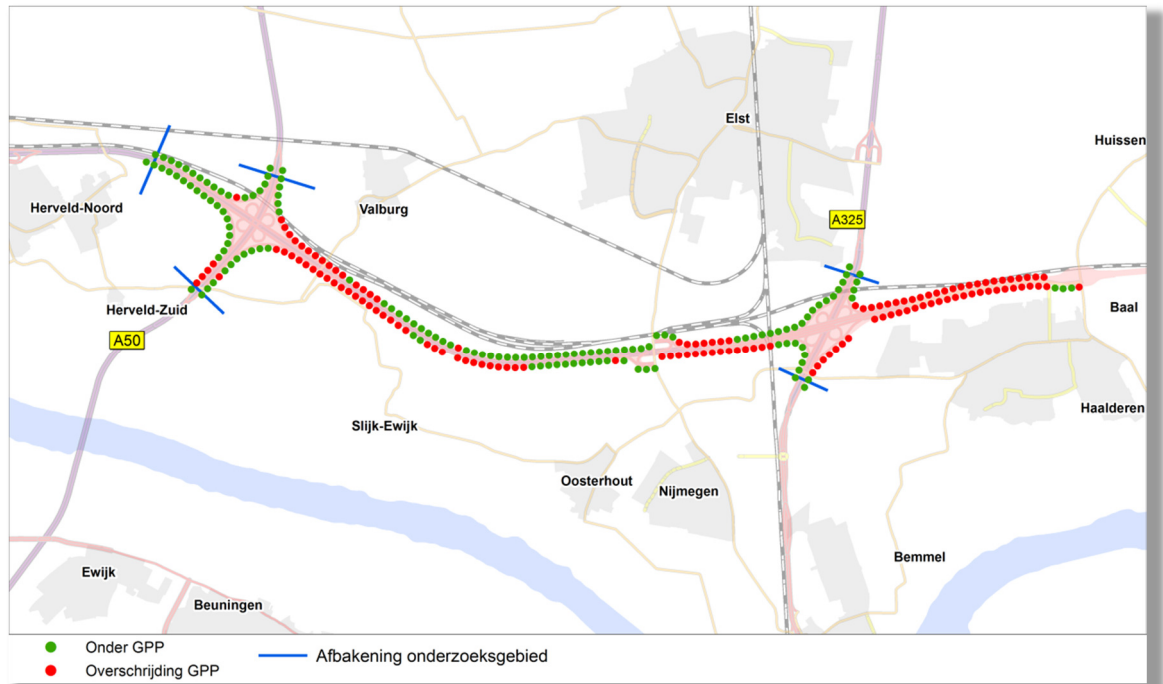 Elst
Huissen
Herveld-Noord
Valburg
A325
Herveld-Zuid
Baal
A50
Haalderen
Slijk-Ewijk
Oosterhout
Nijmegen
Bemmel
Ewijk
Beuningen
Onder GPP
Afbakening onderzoeksgebied
Overschrijding GPP